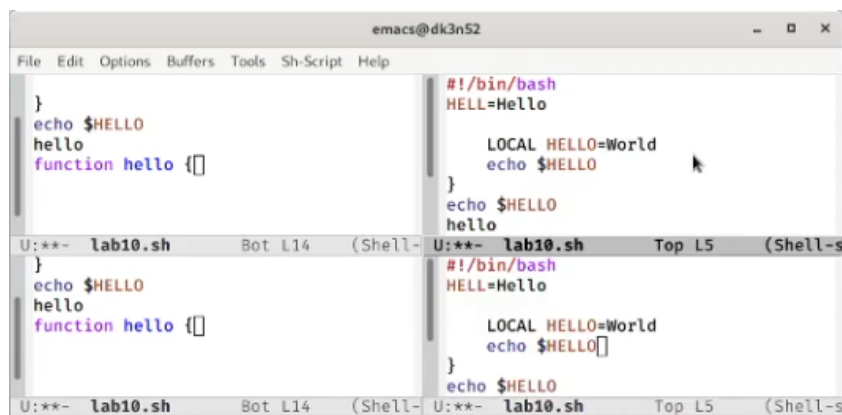 emacs@dk3n52
File Edit Options Buffers Tools Sh-Script Help
}
echo $HELLO
hello
function hello {
U:**- lab10.sh Bot L14 (Shell-
#!/bin/bash
HELL=Hello
LOCAL HELLO=World
echo $HELLO
}
echo $HELLO
hello
U:**- lab10.sh Top L5 (Shell-s
}
echo $HELLO
hello
function hello {
U:**- lab10.sh Bot L14 (Shell-
#!/bin/bash
HELL=Hello
LOCAL HELLO=World
echo $HELLO
}
echo $HELLO
U:**- lab10.sh Top L5 (Shell-s